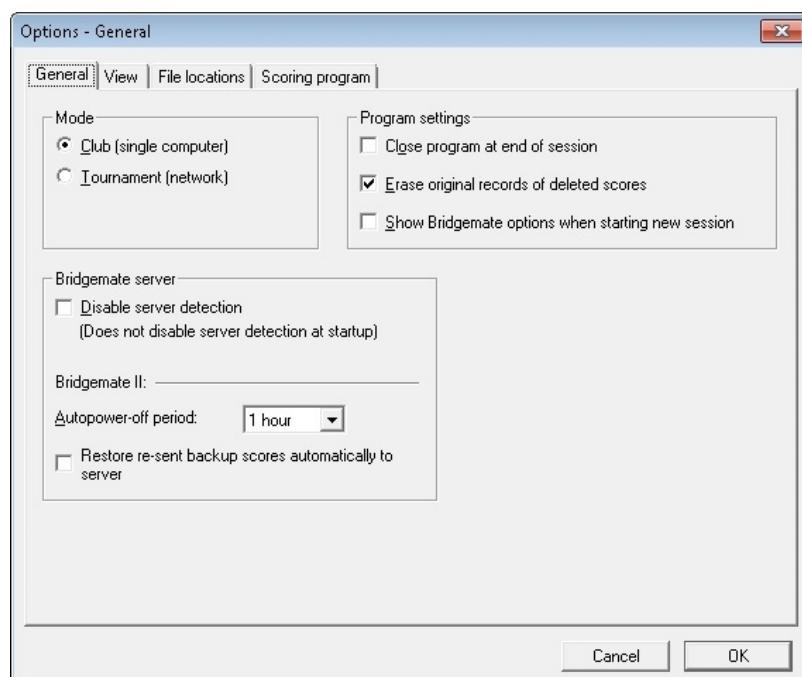 Options - General
General
View
File locations
Scoring program
Mode
Club (single computer)
Tournament (network)
Program settings
Close program at end of session
Erase original records of deleted scores
Show Bridgemate options when starting new session
Bridgemate server
Disable server detection
(Does not disable server detection at startup)
Bridgemate II:
Autopower-off period:
1 hour
Restore re-sent backup scores automatically to
server
Cancel
OK